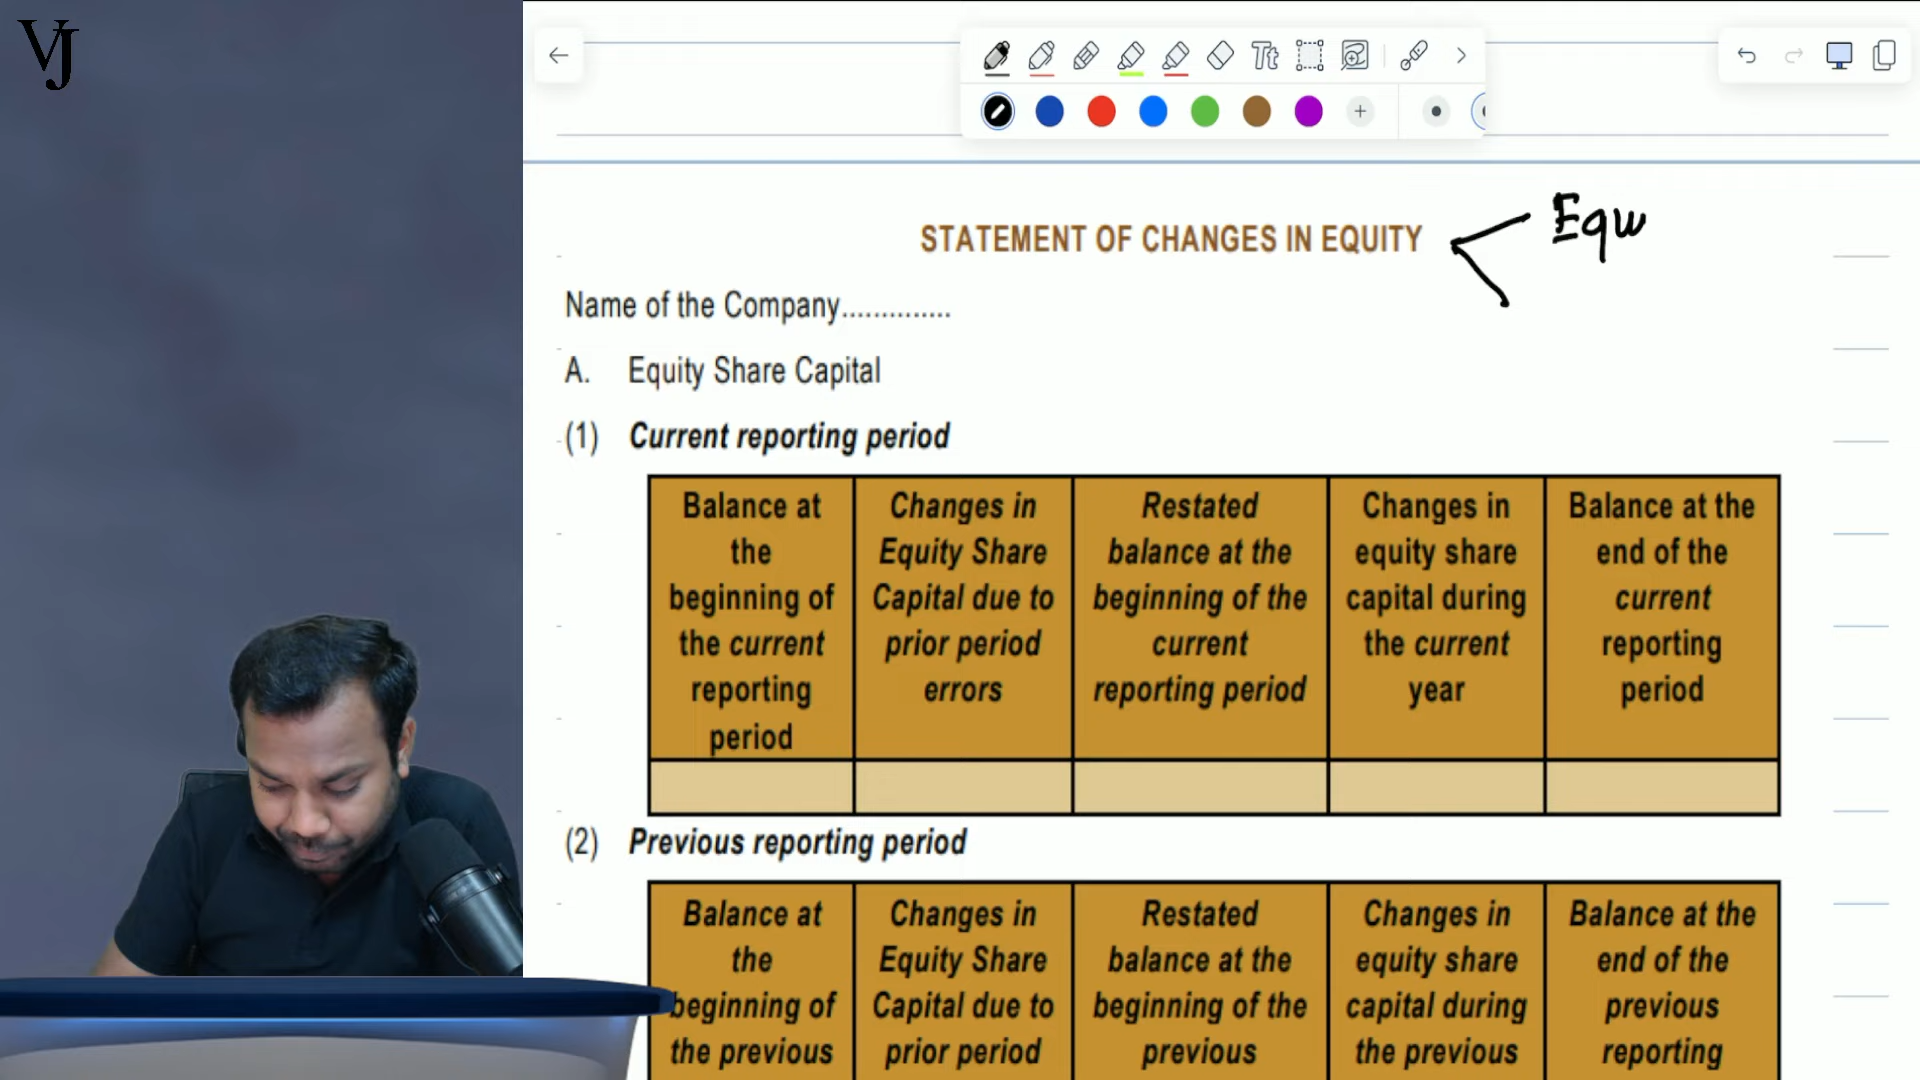 VJ
STATEMENT OF CHANGES IN EQUITY
Equ
Name of the Company..............
A. Equity Share Capital
(1) Current reporting period
Balance at the beginning of the current reporting period
Changes in Equity Share Capital due to prior period errors
Restated balance at the beginning of the current reporting period
Changes in equity share capital during the current year
Balance at the end of the current reporting period
(2) Previous reporting period
Balance at the beginning of the previous
Changes in Equity Share Capital due to prior period
Restated balance at the beginning of the previous
Changes in equity share capital during the previous
Balance at the end of the previous reporting
Tt